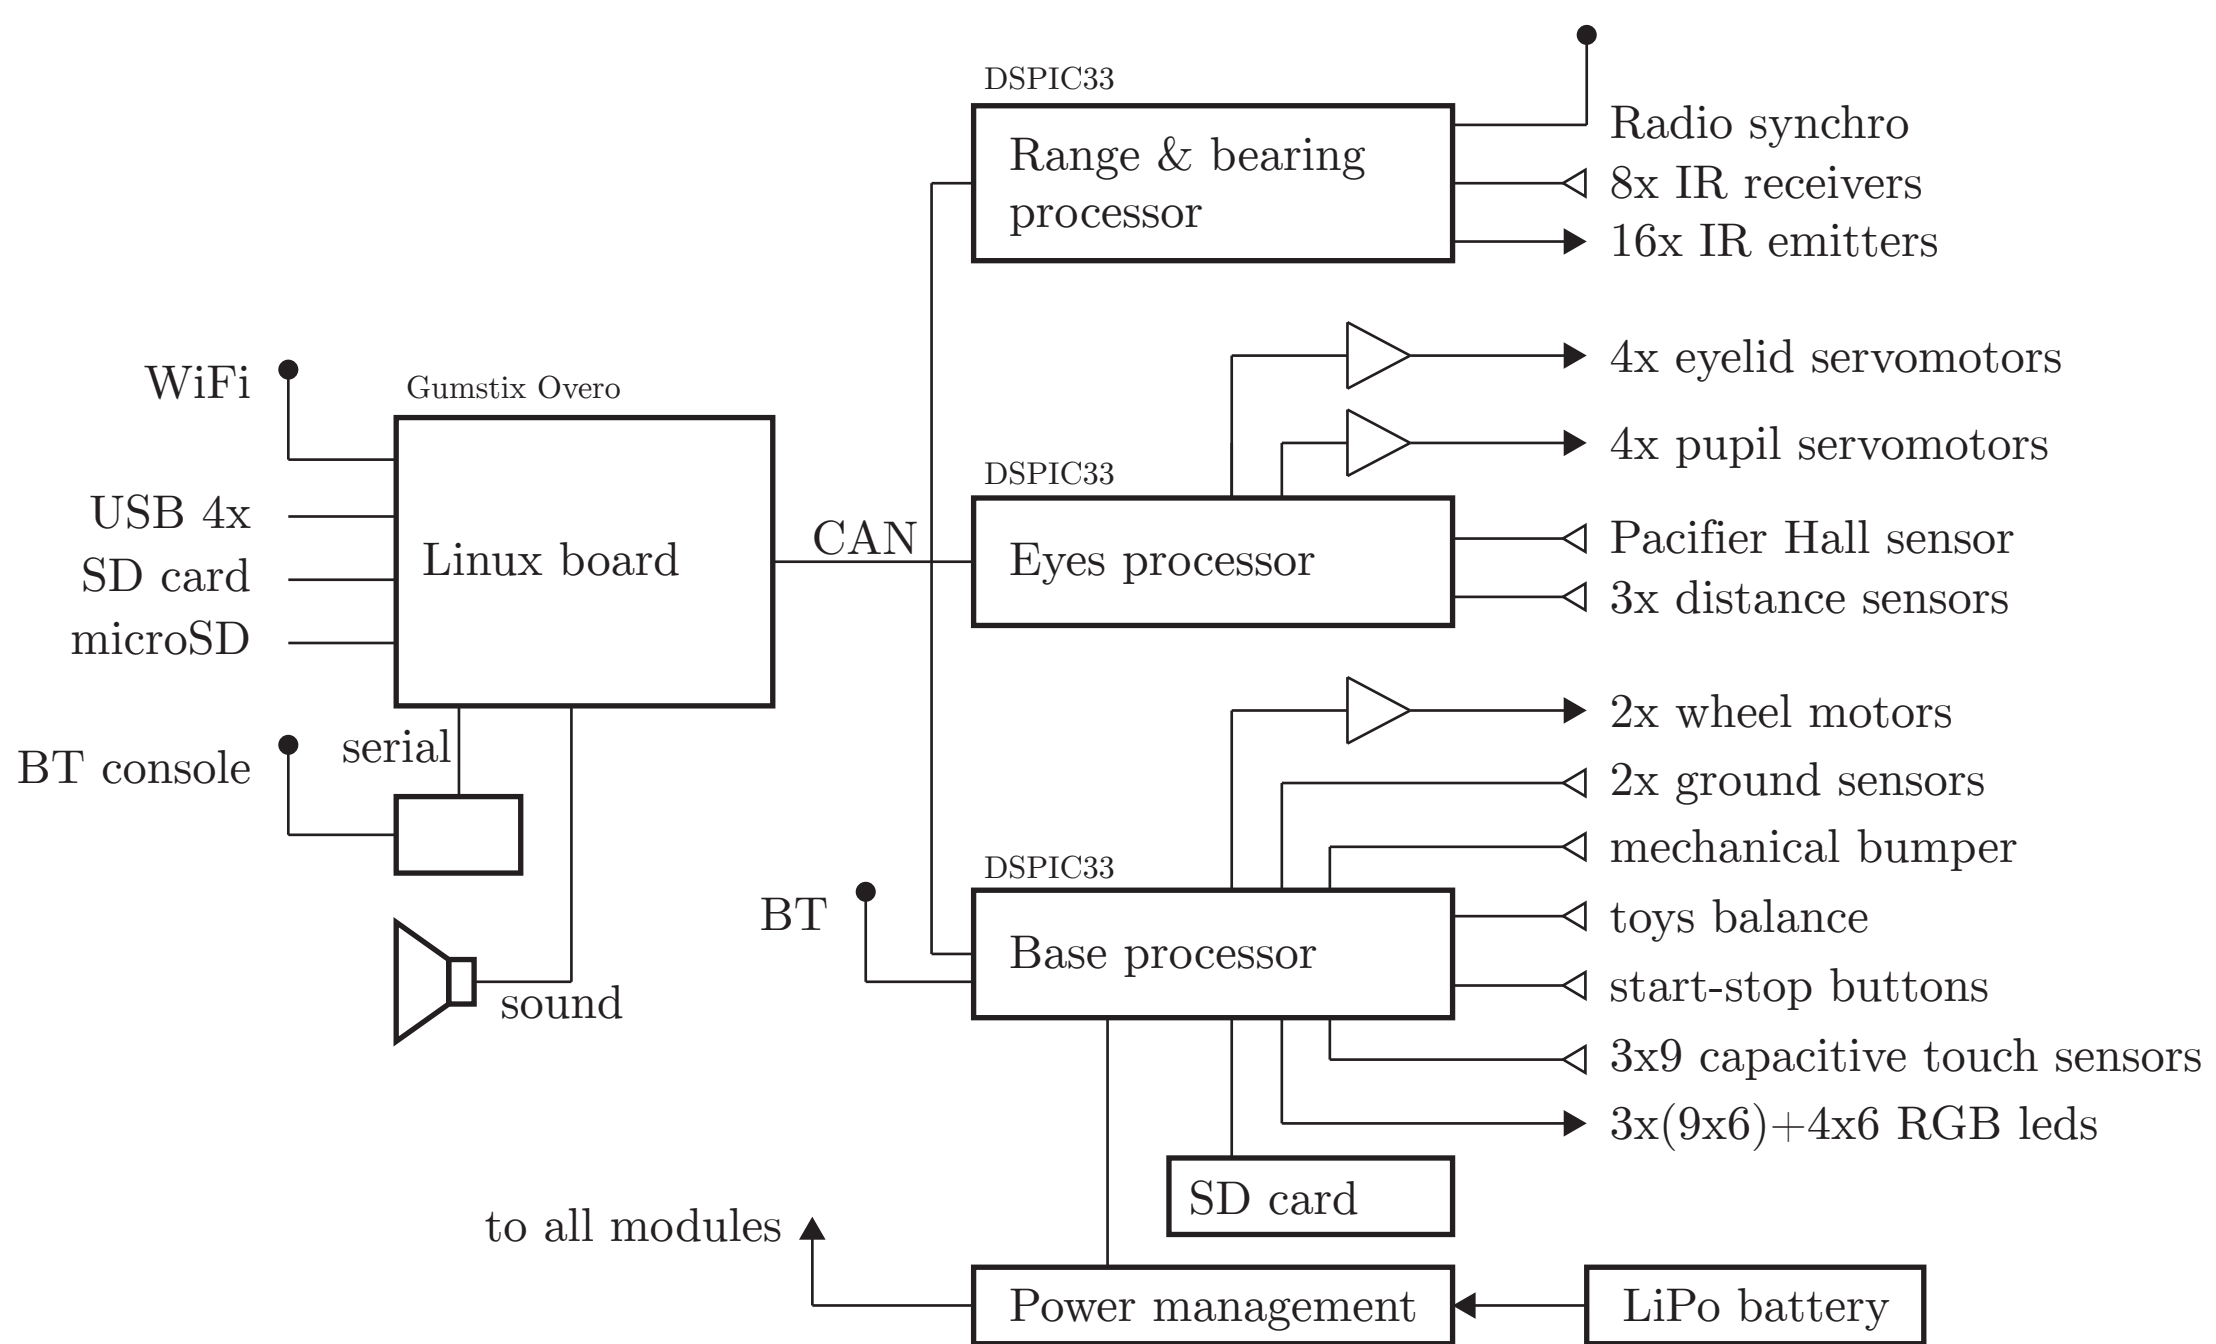 DSPIC33
Range & bearing
processor
Radio synchro
8x IR receivers
16x IR emitters
WiFi
Gumstix Overo
USB 4x
SD card
microSD
Linux board
CAN
4x eyelid servomotors
4x pupil servomotors
DSPIC33
Eyes processor
Pacifier Hall sensor
3x distance sensors
BT console
serial
sound
2x wheel motors
2x ground sensors
mechanical bumper
DSPIC33
BT
Base processor
toys balance
start-stop buttons
3x9 capacitive touch sensors
3x(9x6)+4x6 RGB leds
SD card
to all modules
Power management
LiPo battery